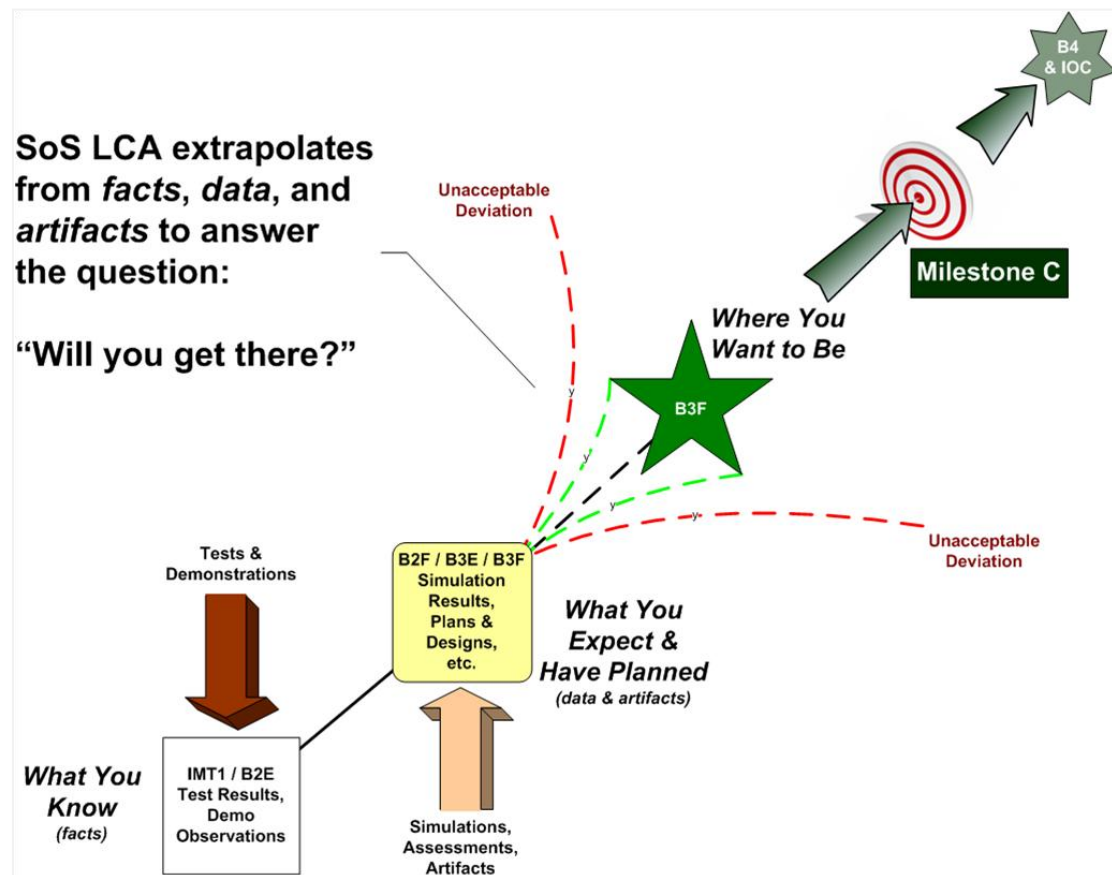 B4
& IOC
SoS LCA extrapolates
from facts, data, and
artifacts to answer
the question:
“Will you get there?”
Unacceptable
Deviation
Milestone C
Where You
Want to Be
B3F
y
y
y
y
Unacceptable
Deviation
Tests &
Demonstrations
B2F / B3E / B3F
Simulation
Results,
Plans &
Designs,
etc.
What You
Expect &
Have Planned
(data & artifacts)
What You
Know
(facts)
IMT1 / B2E
Test Results,
Demo
Observations
Simulations,
Assessments,
Artifacts